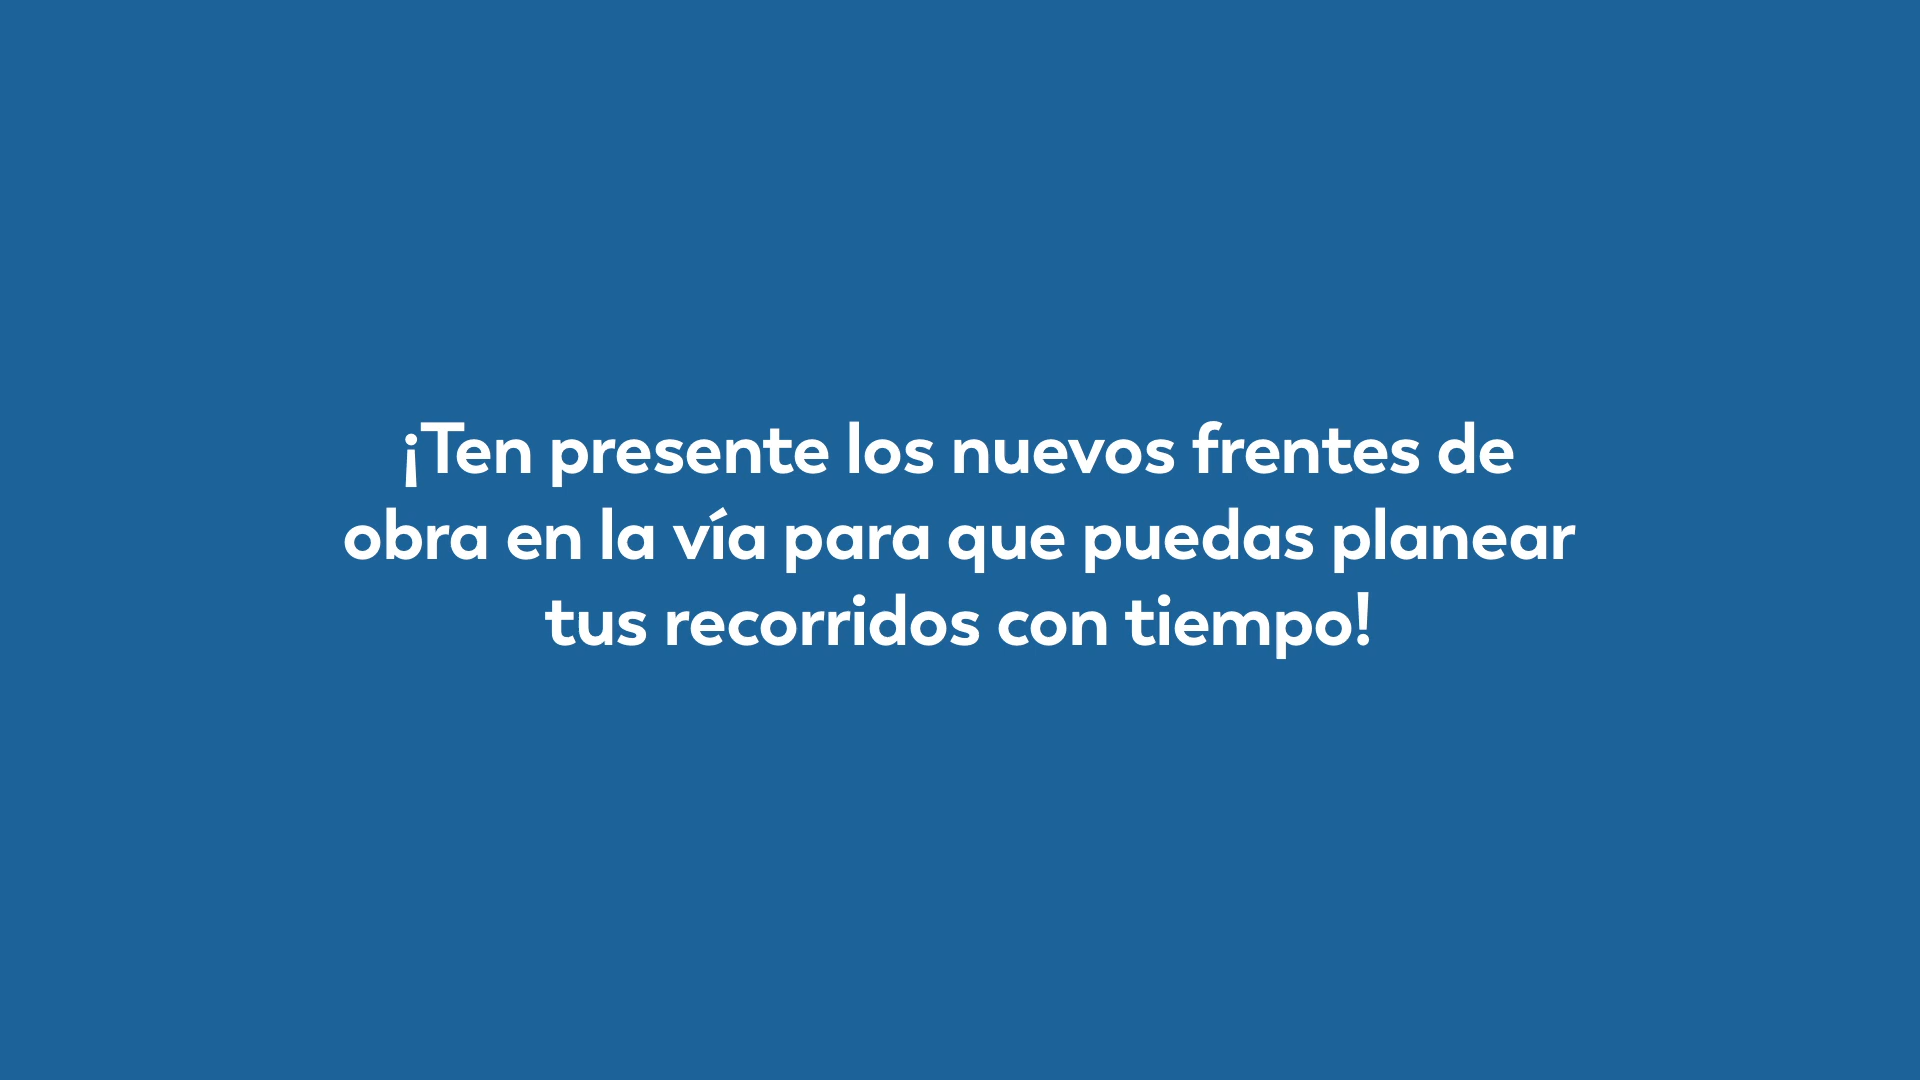 ¡Ten presente los nuevos frentes de
obra en la vía para que puedas planear
tus recorridos con tiempo!